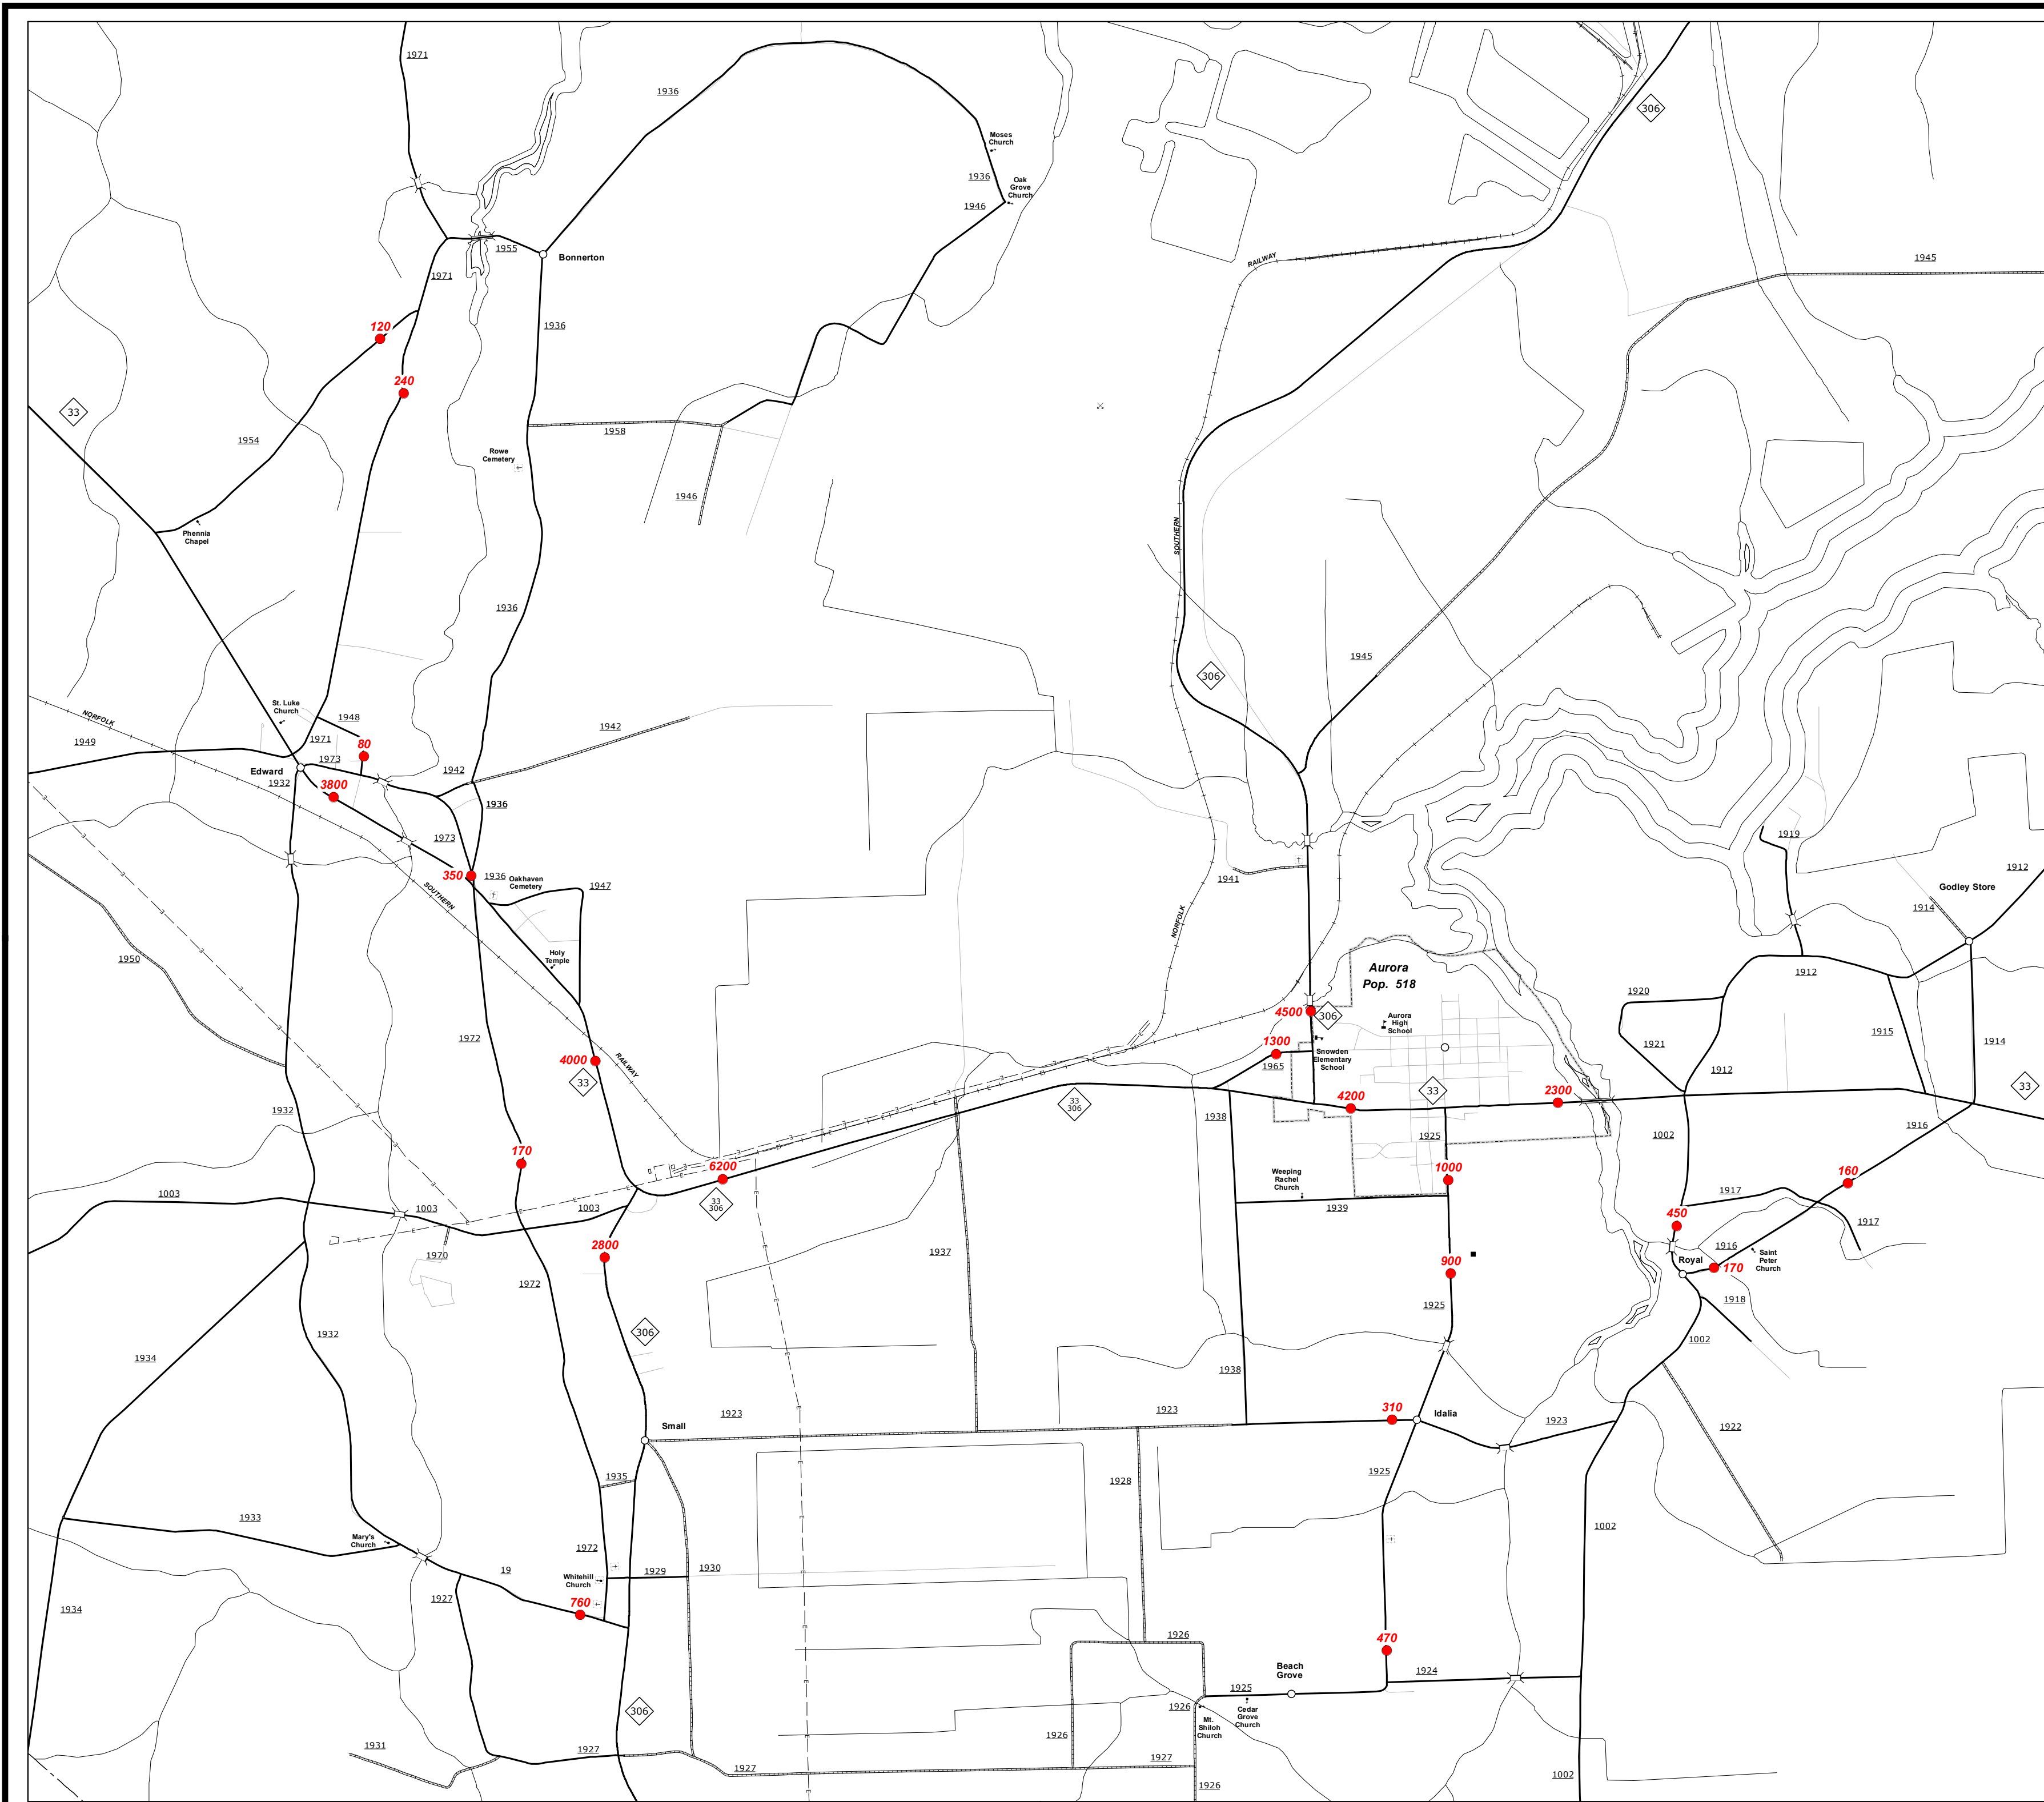 1971
1936
306
Moses
Church
1936
Oak
Grove
Church
1946
1955
Bonnerton
RAILWAY
1945
1971
120
1936
240
33
1954
1958
Rowe
Cemetery
1946
Phennia
Chapel
SOUTHERN
1936
1945
306
St. Luke
Church
NORFOLK
1948
1942
1949
1971
80
1973
Edward
1942
1932
3800
1936
1973
1919
350
1936
Oakhaven
Cemetery
1947
SOUTHERN
1941
1912
Godley Store
1914
NORFOLK
Holy
Temple
1950
Aurora
Pop. 518
1912
1920
4500
306
Aurora
High
School
1972
1300
Snowden
Elementary
School
1965
1921
1915
1914
4000
RAILWAY
33
1912
33
306
4200
33
2300
33
1932
1938
1925
1002
1916
170
6200
Weeping
Rachel
Church
1000
160
1003
33
306
1003
1939
1917
450
1917
2800
1970
1937
1916
Royal
Saint
Peter
Church
900
170
1972
1925
1918
1932
306
1002
1934
1938
1923
1923
310
Idalia
1923
Small
1922
1935
1928
1925
1933
1002
Mary's
Church
1972
19
Whitehill
Church
1929
1930
1927
760
1934
1926
470
Beach
Grove
1924
1925
306
1926
Mt.
Shiloh
Church
Cedar
Grove
Church
1926
1931
1927
1927
1927
1926
1002